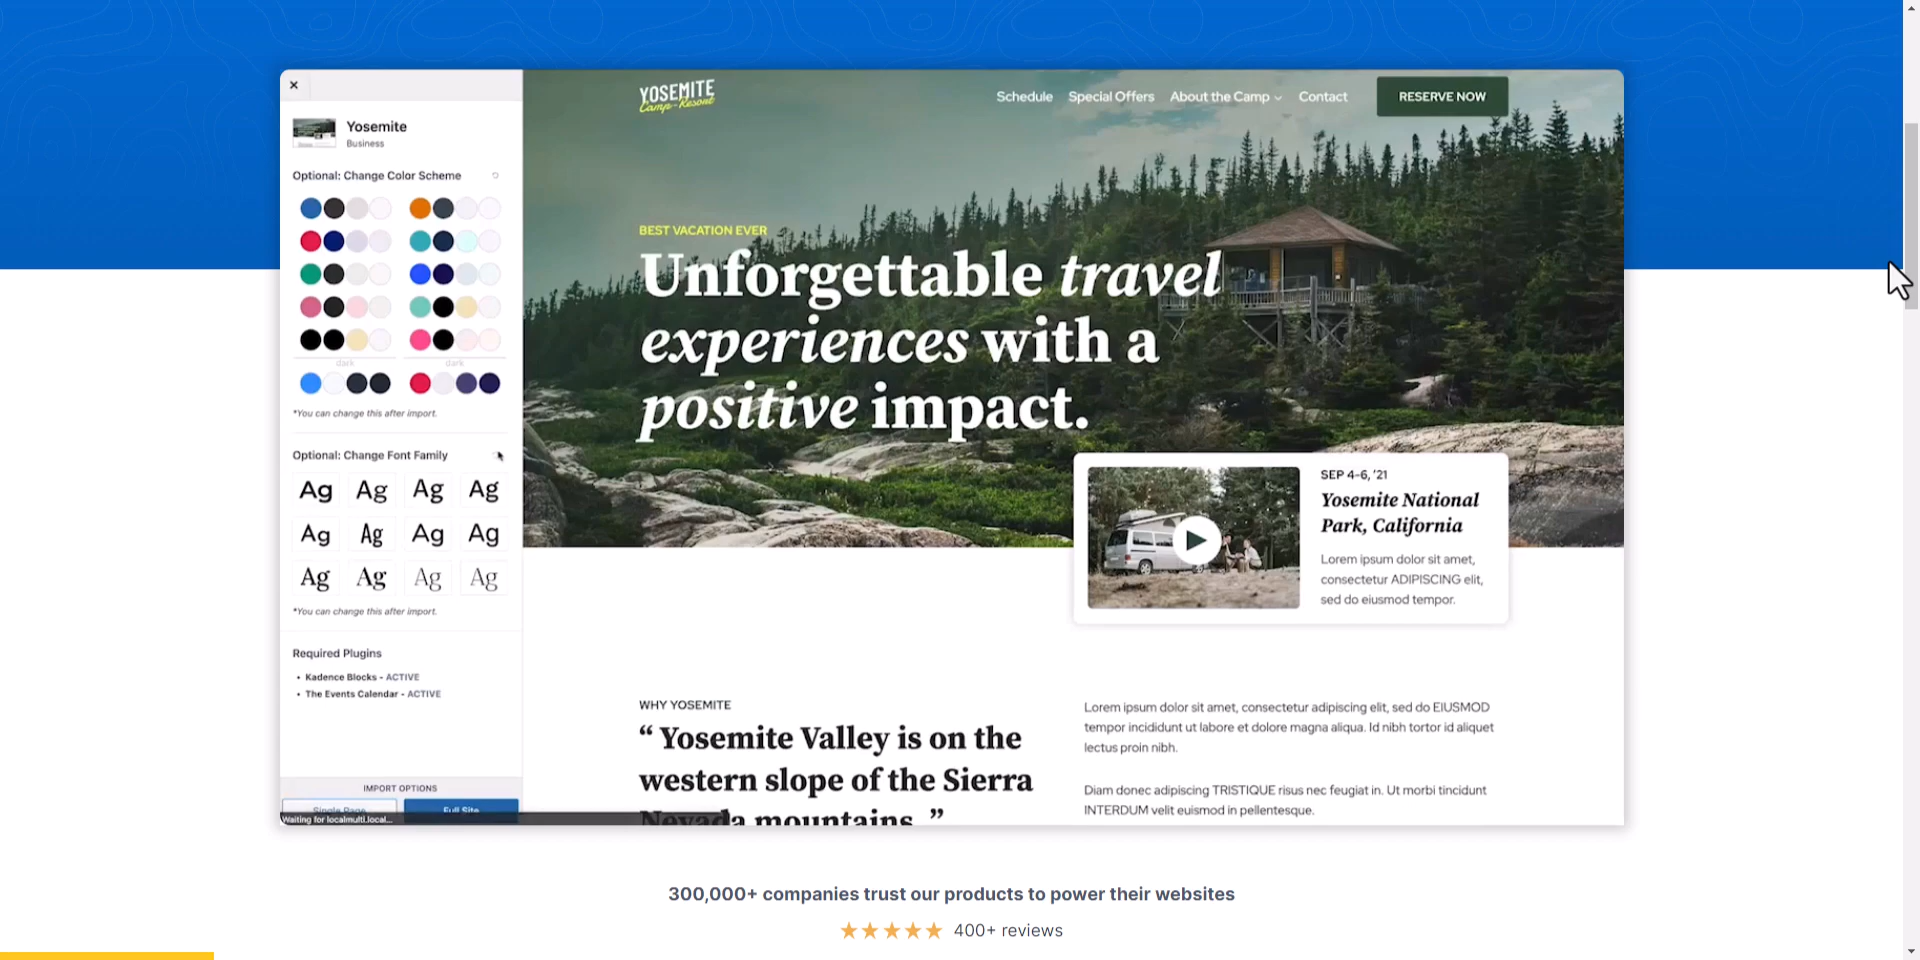 Yosemite
Business
Optional: Change Color Scheme
dark
dark
*You can change this after import.
Optional: Change Font Family
Ag Ag Ag Ag
Ag Ag Ag Ag
Ag Ag Ag Ag
*You can change this after import.
Required Plugins
• Kadence Blocks - ACTIVE
• The Events Calendar - ACTIVE
IMPORT OPTIONS
Single Page Full Site
Waiting for localmulti.local...
YOSEMITE
Camp-Resort
Schedule Special Offers About the Camp Contact RESERVE NOW
BEST VACATION EVER
Unforgettable travel
experiences with a
positive impact.
SEP 4-6, '21
Yosemite National
Park, California
Lorem ipsum dolor sit amet,
consectetur ADIPISCING elit,
sed do eiusmod tempor.
WHY YOSEMITE
“ Yosemite Valley is on the
western slope of the Sierra
Nevada mountains. ”
Lorem ipsum dolor sit amet, consectetur adipiscing elit, sed do EIUSMOD
tempor incididunt ut labore et dolore magna aliqua. Id nibh tortor id aliquet
lectus proin nibh.
Diam donec adipiscing TRISTIQUE risus nec feugiat in. Ut morbi tincidunt
INTERDUM velit euismod in pellentesque.
300,000+ companies trust our products to power their websites
400+ reviews